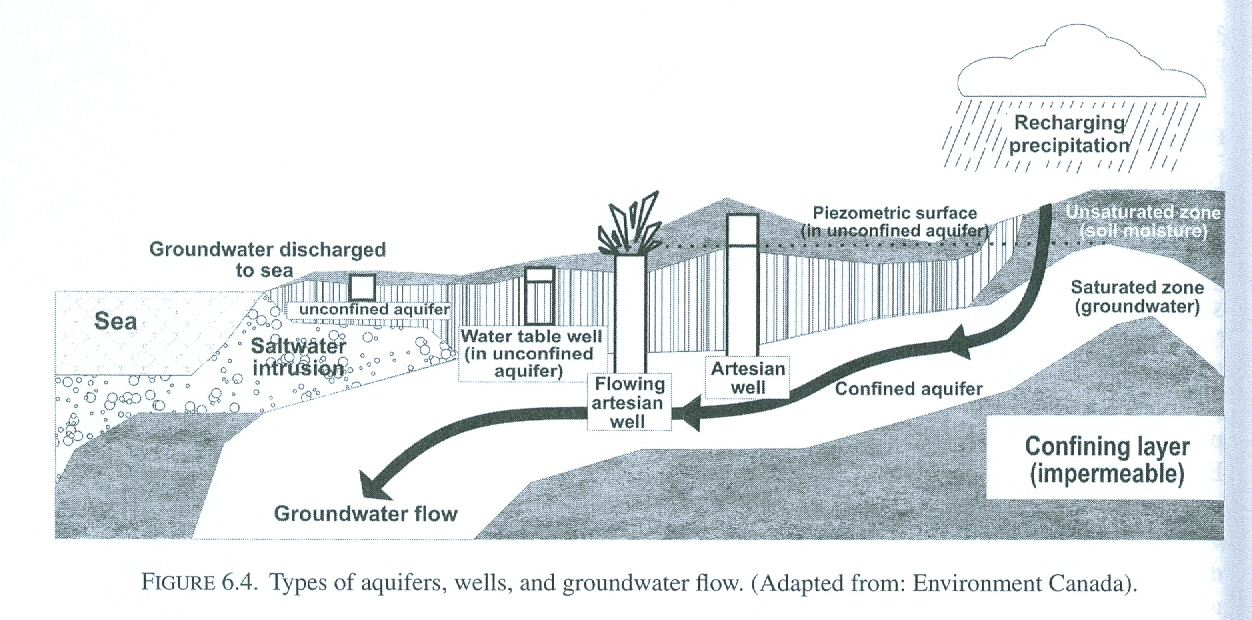 Recharging
precipitation
Piezometric surface
(in unconfined aquifer)
Unsaturated zone
(soil moisture)
Groundwater discharged
to sea
Saturated zone
(groundwater)
Sea
unconfined aquifer
Saltwater
intrusion
Water table well
(in unconfined
aquifer)
Flowing
artesian
well
Artesian
well
Confined aquifer
Confining layer
(impermeable)
Groundwater flow
FIGURE 6.4. Types of aquifers, wells, and groundwater flow. (Adapted from: Environment Canada).